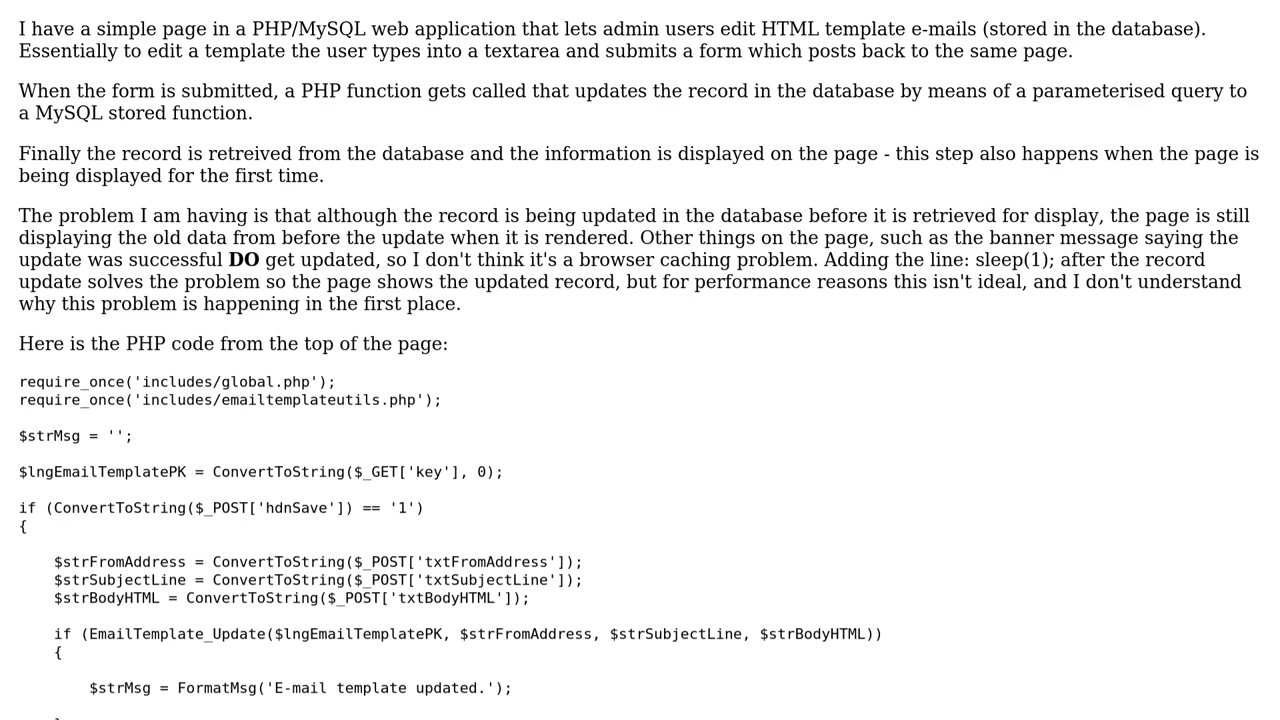 I have a simple page in a PHP/MySQL web application that lets admin users edit HTML template e-mails (stored in the database).
Essentially to edit a template the user types into a textarea and submits a form which posts back to the same page.
When the form is submitted, a PHP function gets called that updates the record in the database by means of a parameterised query to
a MySQL stored function.
Finally the record is retreived from the database and the information is displayed on the page - this step also happens when the page is
being displayed for the first time.
The problem I am having is that although the record is being updated in the database before it is retrieved for display, the page is still
displaying the old data from before the update when it is rendered. Other things on the page, such as the banner message saying the
update was successful DO get updated, so I don't think it's a browser caching problem. Adding the line: sleep(1); after the record
update solves the problem so the page shows the updated record, but for performance reasons this isn't ideal, and I don't understand
why this problem is happening in the first place.
Here is the PHP code from the top of the page:
require_once('includes/global.php');
require_once('includes/emailtemplateutils.php');
$strMsg = '';
$lngEmailTemplatePK = ConvertToString($_GET['key'], 0);
if (ConvertToString($_POST['hdnSave']) == '1')
{
    $strFromAddress = ConvertToString($_POST['txtFromAddress']);
    $strSubjectLine = ConvertToString($_POST['txtSubjectLine']);
    $strBodyHTML = ConvertToString($_POST['txtBodyHTML']);
    if (EmailTemplate_Update($lngEmailTemplatePK, $strFromAddress, $strSubjectLine, $strBodyHTML))
    {
        $strMsg = FormatMsg('E-mail template updated.');